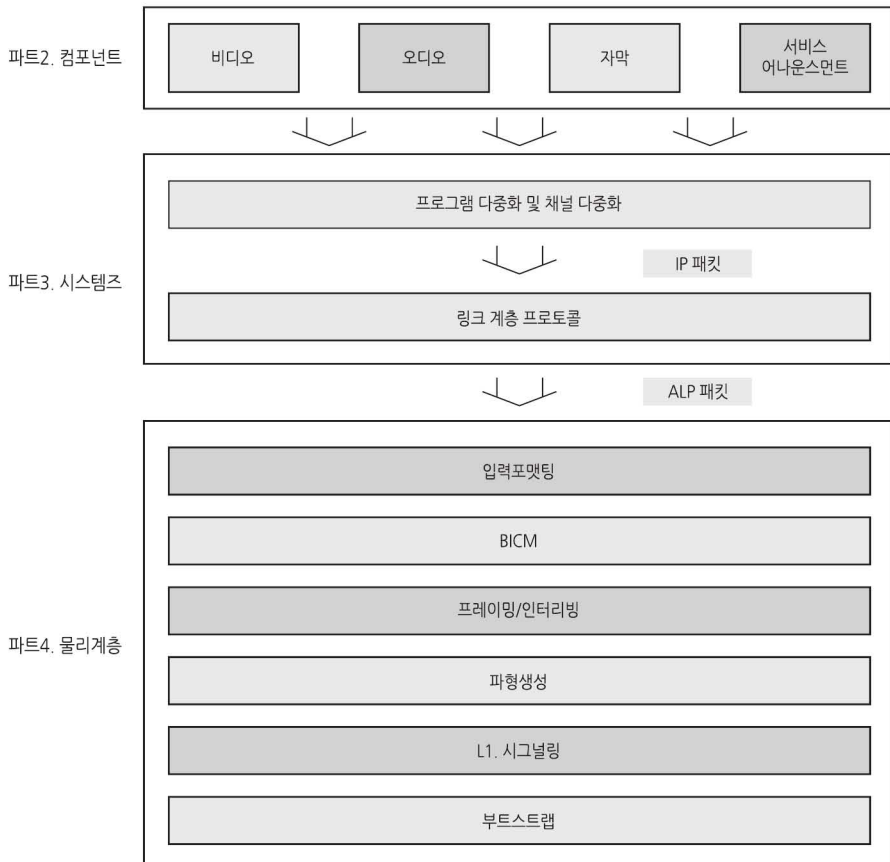 파트2. 컴포넌트
비디오
오디오
자막
서비스
어나운스먼트
프로그램 다중화 및 채널 다중화
파트3. 시스템즈
IP 패킷
링크 계층 프로토콜
ALP 패킷
입력포맷팅
BICM
프레이밍/인터리빙
파트4. 물리계층
파형생성
L1. 시그널링
부트스트랩